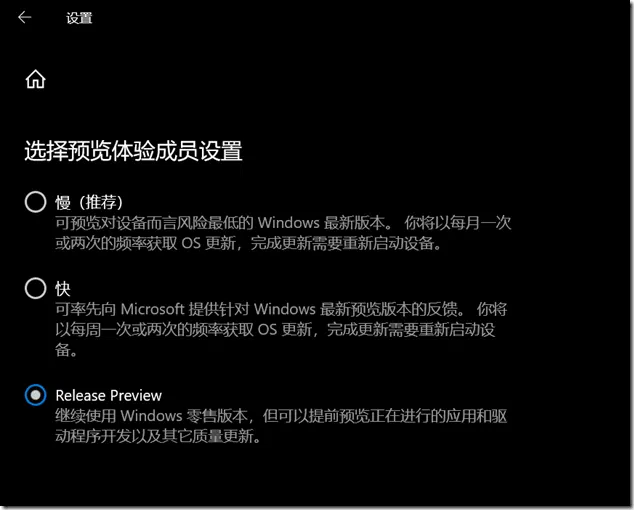 设置
选择预览体验成员设置
慢（推荐）
可预览对设备而言风险最低的 Windows 最新版本。 你将以每月一次
或两次的频率获取 OS 更新，完成更新需要重新启动设备。
快
可率先向 Microsoft 提供针对 Windows 最新预览版本的反馈。 你将
以每周一次或两次的频率获取 OS 更新，完成更新需要重新启动设
备。
Release Preview
继续使用 Windows 零售版本，但可以提前预览正在进行的应用和驱
动程序开发以及其它质量更新。